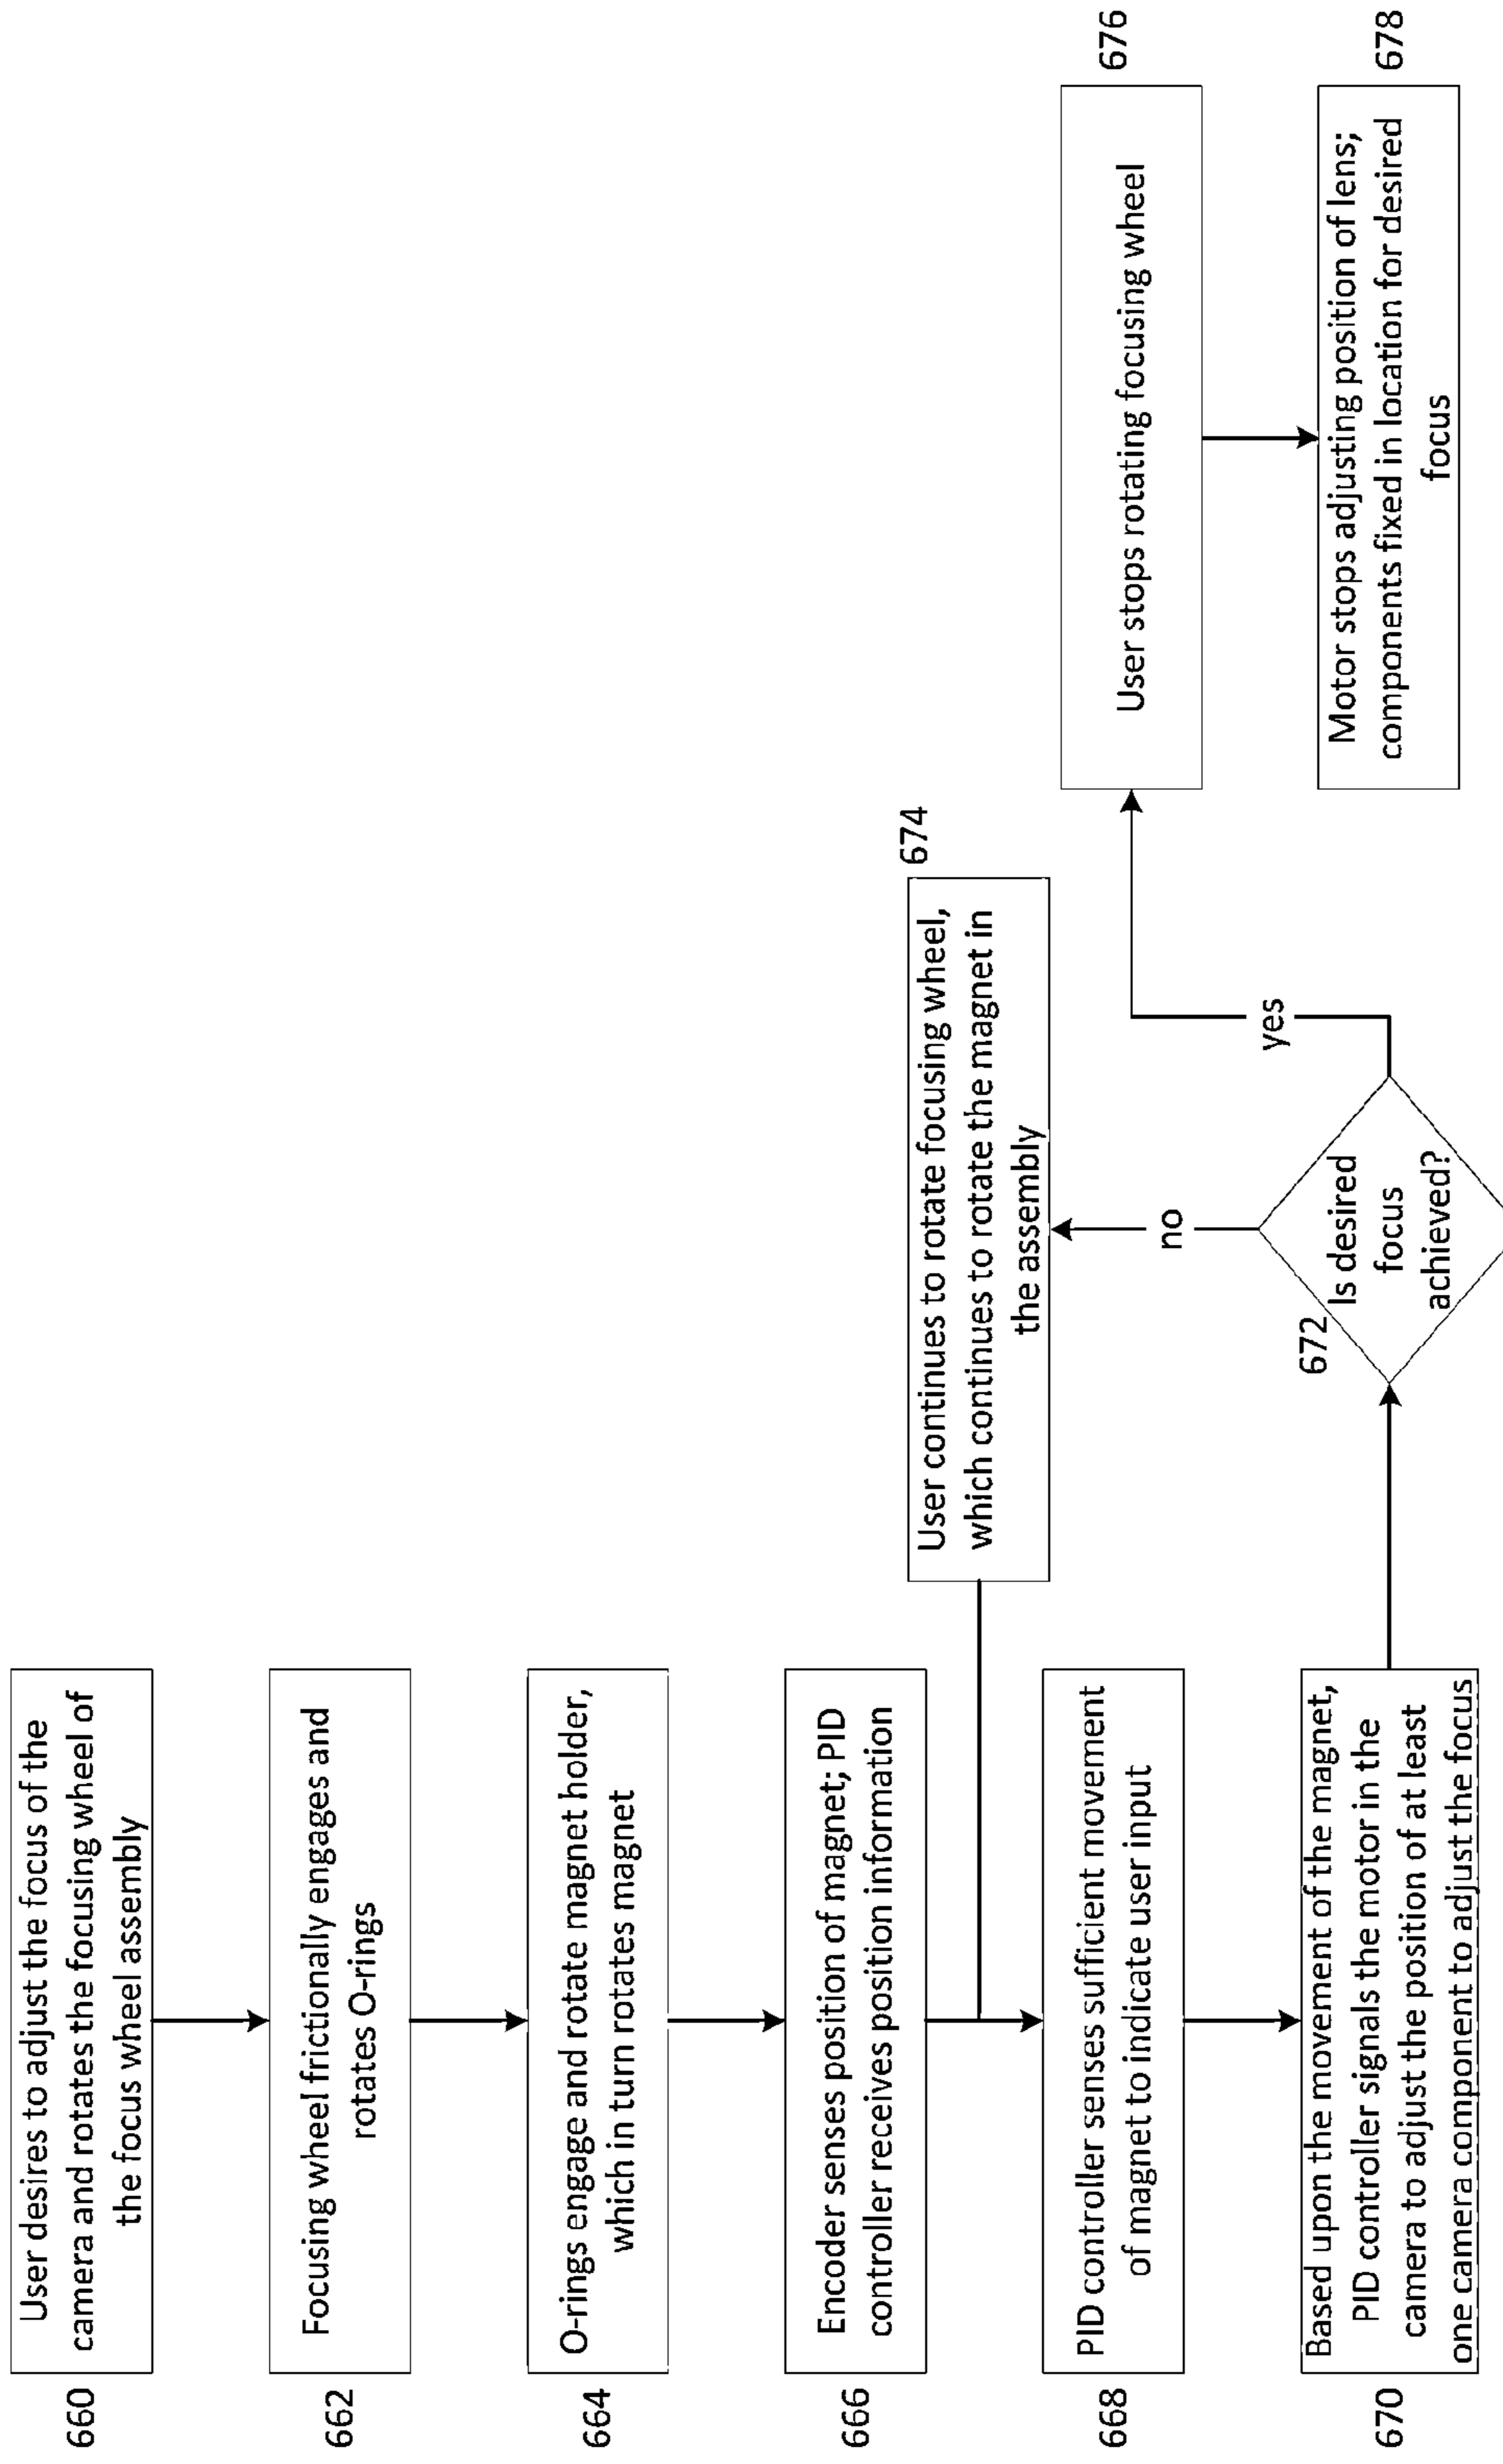 660
User desires to adjust the focus of the
camera and rotates the focusing wheel of
the focus wheel assembly
662
Focusing wheel frictionally engages and
rotates O-rings
664
O-rings engage and rotate magnet holder,
which in turn rotates magnet
666
Encoder senses position of magnet; PID
controller receives position information
668
PID controller senses sufficient movement
of magnet to indicate user input
670
Based upon the movement of the magnet,
PID controller signals the motor in the
camera to adjust the position of at least
one camera component to adjust the focus
672
Is desired
focus
achieved?
no
674
User continues to rotate focusing wheel,
which continues to rotate the magnet in
the assembly
yes
676
User stops rotating focusing wheel
678
Motor stops adjusting position of lens;
components fixed in location for desired
focus